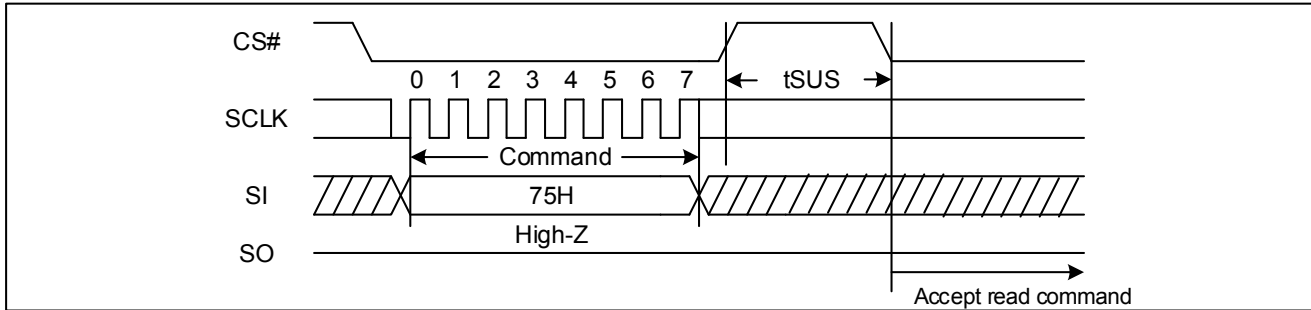 CS#
0 1 2 3 4 5 6 7
tSUS
SCLK
Command
SI
75H
High-Z
SO
Accept read command